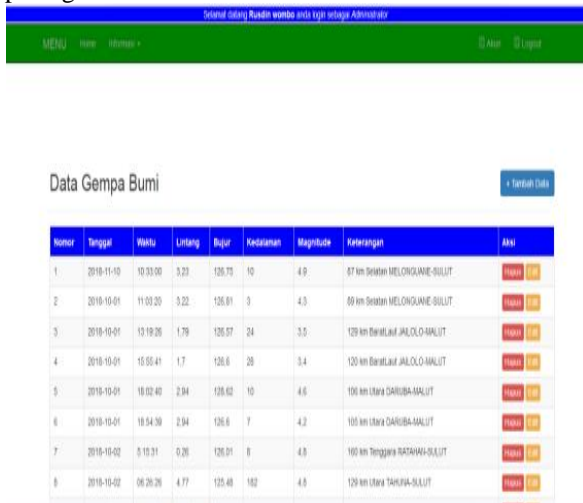 Selamat datang Rusdin wombo anda login sebagai Administrator
MENU Home Informasi Akun Logout
Data Gempa Bumi
+ Tambah Data
Nomor Tanggal Waktu Lintang Bujur Kedalaman Magnitude Keterangan Aksi
1 2018-11-10 10:33:00 3,23 126,73 10 4.9 87 km Selatan MELONGUANE-SULUT Hapus Edit
2 2018-10-01 11:03:20 3,22 126,81 3 4.3 89 km Selatan MELONGUANE-SULUT Hapus Edit
3 2018-10-01 13:19:26 1,79 126,57 24 3.5 129 km BaratLaut JAILOLO-MALUT Hapus Edit
4 2018-10-01 15:55:41 1,7 126,6 28 3.4 120 km BaratLaut JAILOLO-MALUT Hapus Edit
5 2018-10-01 18:02:40 2,94 128,62 10 4.6 106 km Utara DARUBA-MALUT Hapus Edit
6 2018-10-01 18:54:39 2,94 126,6 7 4.2 105 km Utara DARUBA-MALUT Hapus Edit
7 2018-10-02 5:15:31 0,26 126,01 8 4.8 160 km Tenggara RATAHAN-SULUT Hapus Edit
8 2018-10-02 06:26:26 4,77 125,48 182 4.8 129 km Utara TAHUNA-SULUT Hapus Edit